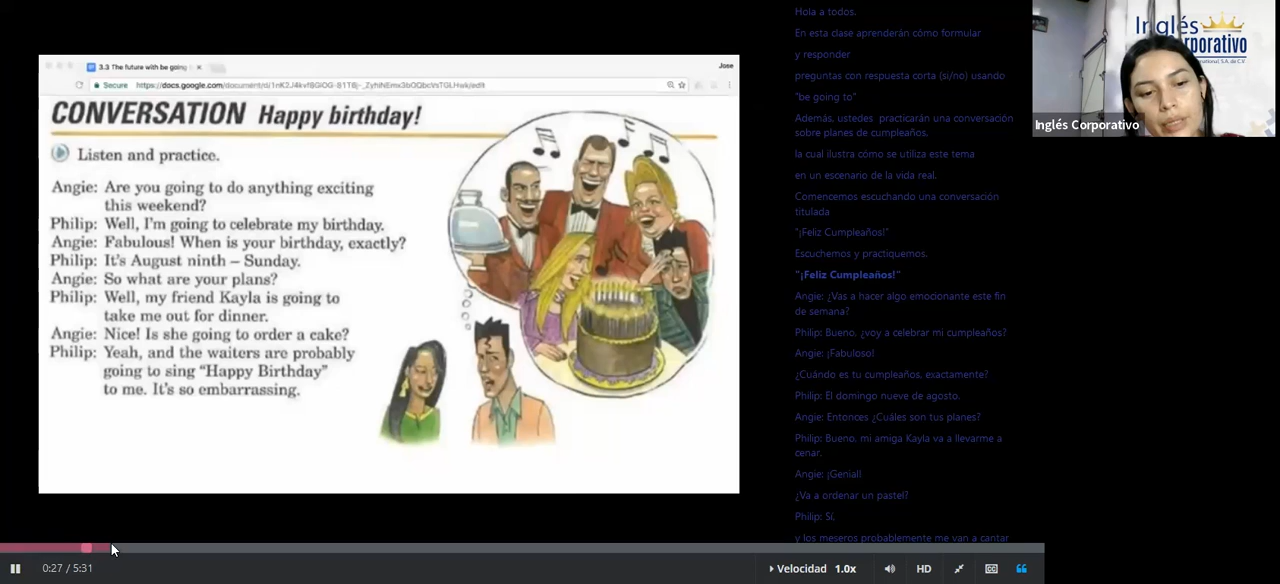 3.3 The future with be going
Jose
Secure
CONVERSATION Happy birthday!
Listen and practice.
Angie: Are you going to do anything exciting
this weekend?
Philip: Well, I'm going to celebrate my birthday.
Angie: Fabulous! When is your birthday, exactly?
Philip: It's August ninth – Sunday.
Angie: So what are your plans?
Philip: Well, my friend Kayla is going to
take me out for dinner.
Angie: Nice! Is she going to order a cake?
Philip: Yeah, and the waiters are probably
going to sing "Happy Birthday"
to me. It's so embarrassing.
Hola a todos.
En esta clase aprenderán cómo formular
y responder
preguntas con respuesta corta (si/no) usando
"be going to"
Además, ustedes practicarán una conversación
sobre planes de cumpleaños,
la cual ilustra cómo se utiliza este tema
en un escenario de la vida real.
Comencemos escuchando una conversación
titulada
"¡Feliz Cumpleaños!"
Escuchemos y practiquemos.
"¡Feliz Cumpleaños!"
Angie: ¿Vas a hacer algo emocionante este fin
de semana?
Philip: Bueno, ¿voy a celebrar mi cumpleaños?
Angie: ¡Fabuloso!
¿Cuándo es tu cumpleaños, exactamente?
Philip: El domingo nueve de agosto.
Angie: Entonces ¿Cuáles son tus planes?
Philip: Bueno, mi amiga Kayla va a llevarme a
cenar.
Angie: ¡Genial!
¿Va a ordenar un pastel?
Philip: Sí,
y los meseros probablemente me van a cantar
Inglés
Inglés Corporativo
0:27 / 5:31
Velocidad 1.0x
HD